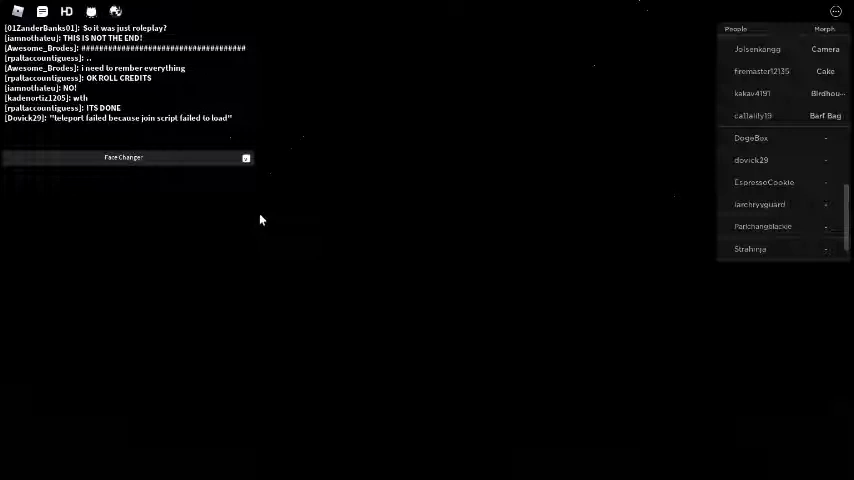 HD
[01ZanderBanks01]: So it was just roleplay?
[iamnothateu]: THIS IS NOT THE END!
[Awesome_Brodes]: ####################################
[rpaltaccountiguess]: ..
[Awesome_Brodes]: i need to rember everything
[rpaltaccountiguess]: OK ROLL CREDITS
[iamnothateu]: NO!
[kadenortiz1205]: wth
[rpaltaccountiguess]: ITS DONE
[Dovick29]: "teleport failed because join script failed to load"
Face Changer v
People Morph
Camera
firemaster12135 Cake
kakav4191 Birdhou...
Barf Bag
DogeBox -
dovick29 -
EspressoCookie -
-
-
Strahinja -